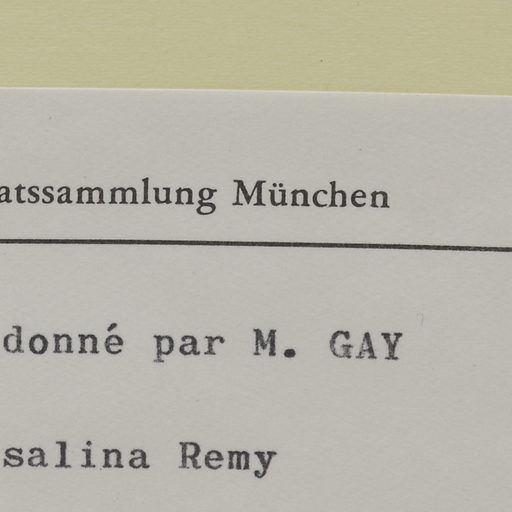 atssammlung München
donné par M. GAY
salina Remy